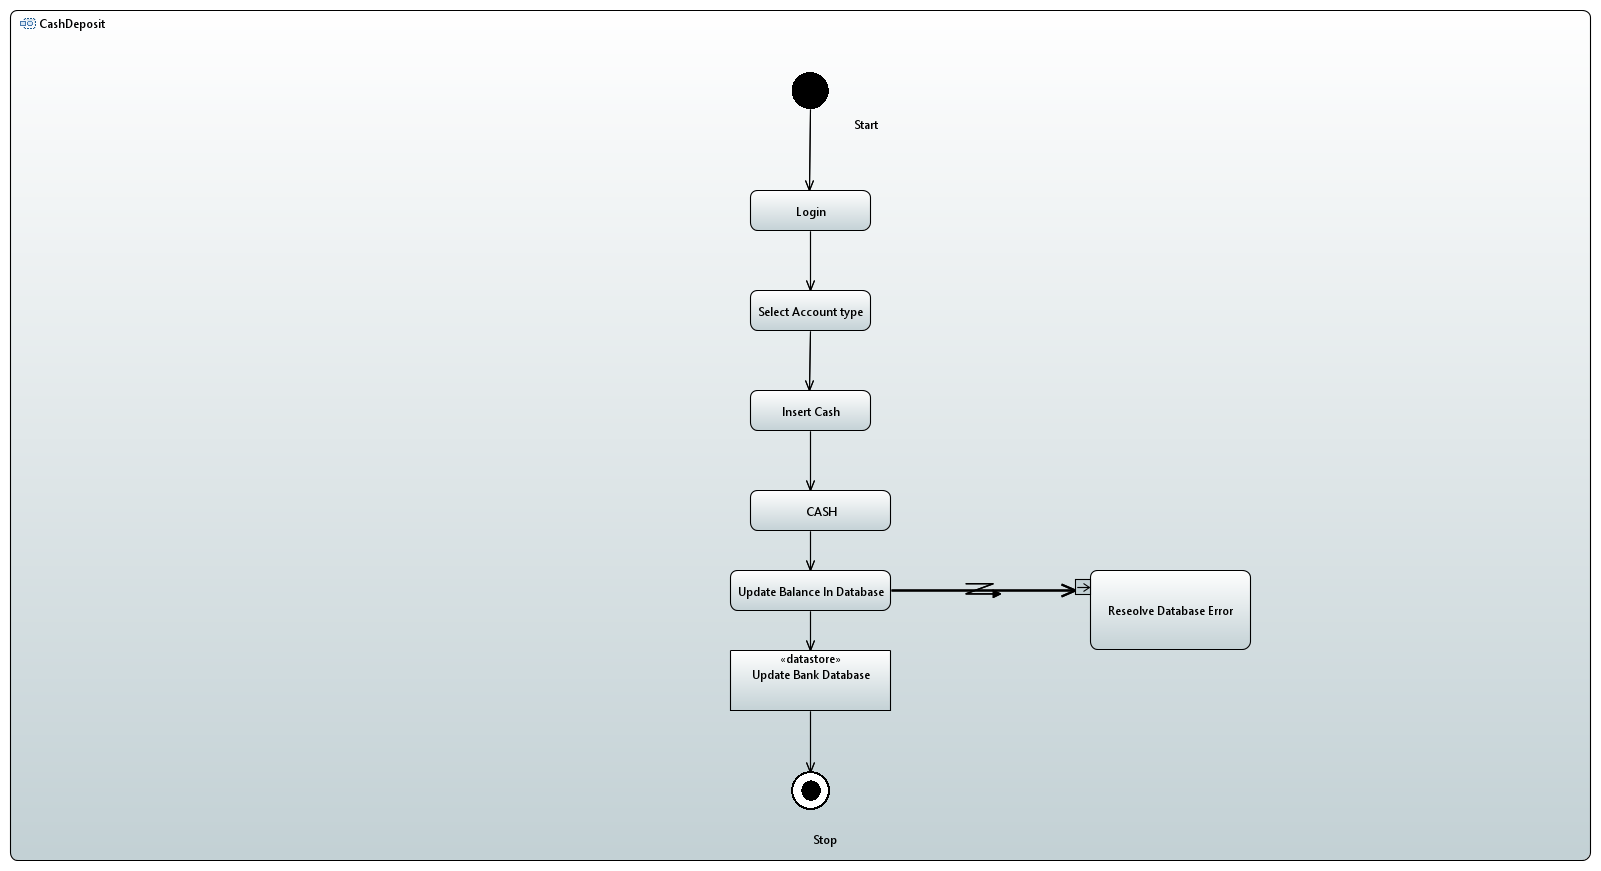 CashDeposit
Start
Login
Select Account type
Insert Cash
CASH
Update Balance In Database
Reseolve Database Error
«datastore»
Update Bank Database
Stop